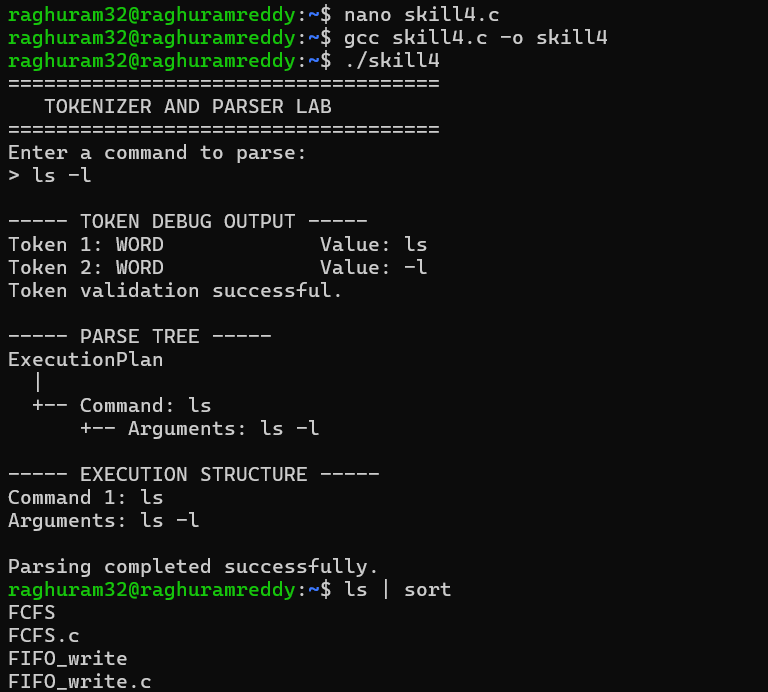 raghuram32@raghuramreddy:~$ nano skill4.c
raghuram32@raghuramreddy:~$ gcc skill4.c -o skill4
raghuram32@raghuramreddy:~$ ./skill4
====================================
   TOKENIZER AND PARSER LAB
====================================
Enter a command to parse:
> ls -l

----- TOKEN DEBUG OUTPUT -----
Token 1: WORD             Value: ls
Token 2: WORD             Value: -l
Token validation successful.

----- PARSE TREE -----
ExecutionPlan
  |
  +-- Command: ls
      +-- Arguments: ls -l

----- EXECUTION STRUCTURE -----
Command 1: ls
Arguments: ls -l

Parsing completed successfully.
raghuram32@raghuramreddy:~$ ls | sort
FCFS
FCFS.c
FIFO_write
FIFO_write.c